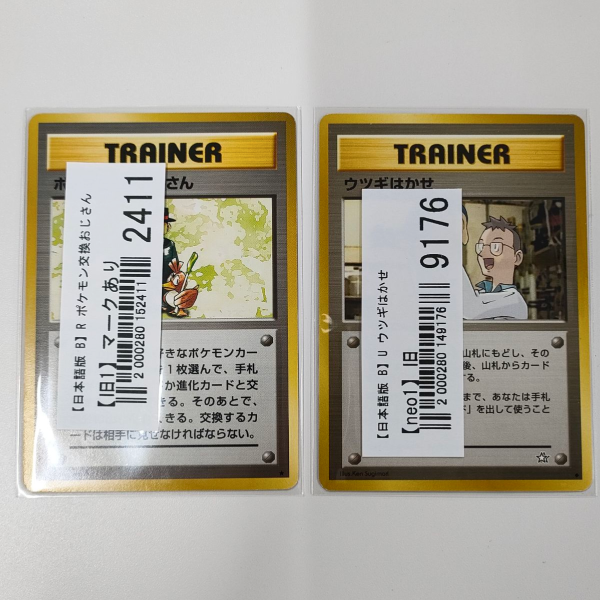 TRAINER
ポ
さん
【日本語版 B】R ポケモン交換おじさん
【旧1】マークあり
2 000280 152411
2411
好きなポケモンカー
1枚選んで、手札
か進化カードと交
きる。そのあとで、
きる。交換するカ
ードは相手に見せなければならない。
TRAINER
ウツギはかせ
【日本語版 B】U ウツギはかせ
【neo1】旧
2 000280 149176
9176
山札にもどし、その
後、山札からカード
する。
まで、あなたは手札
ド」を出して使うこと